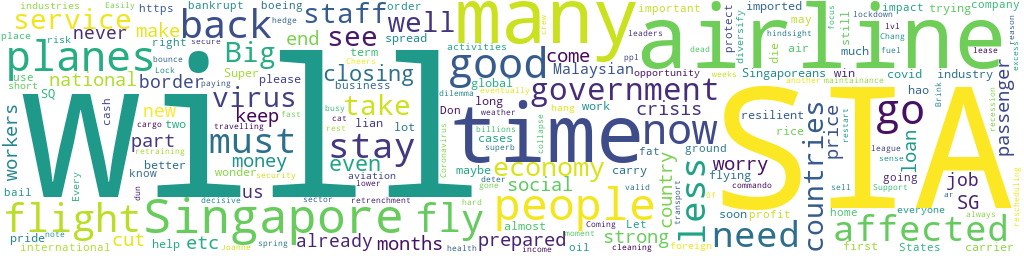 industries Easily https bankrupt boeing hedge crew important imported leaders impact trying company
place service never make staff well see many may airline
risk right order secure end spread come Malaysian diversify protect Singaporeans still focus hindsight lockdown lvl Chang fuel season lease excess
planes Big closing good activities opportunity ppl die air win much covid industry
short bounce Lock term business global
use national border Super please paying dilemma eventually dead weeks another maintainance Brink hao passenger
SQ virus take government go
workers cash new keep busy fast long weather hang work crisis resilient
cargo two travelling cat rest lian lot Don time now rice price recession restart
Will SIA
part must stay Coronavirus billions superb cases collapse fat ground league sense loan
retraining money even maybe deter gone economy country worry flying going job
better know wonder security aviation lower carry commando Support everyone SG
bail Every dun us sector retrenchment hard social people less soon profit countries home sell affected
flight Singapore fly valid or transport need ar
pride note cut etc already months prepared almost Coming Let strong foreign first States always
international help Joanne spring decisive health income moment cleaning oil carrier rescheduling
Cheers